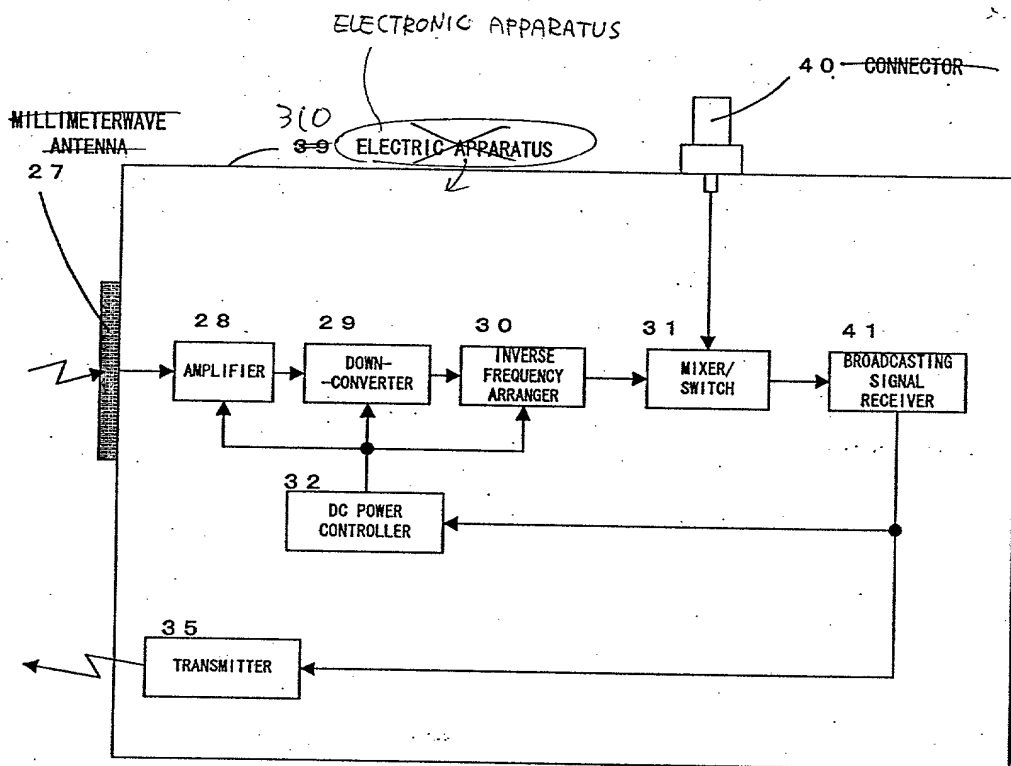 ELECTRONIC APPARATUS
40 CONNECTOR
310
39 ELECTRIC APPARATUS
MILLIMETERWAVE
ANTENNA
27
28
AMPLIFIER
29
DOWN-
-CONVERTER
30
INVERSE
FREQUENCY
ARRANGER
31
MIXER/
SWITCH
41
BROADCASTING
SIGNAL
RECEIVER
32
DC POWER
CONTROLLER
35
TRANSMITTER